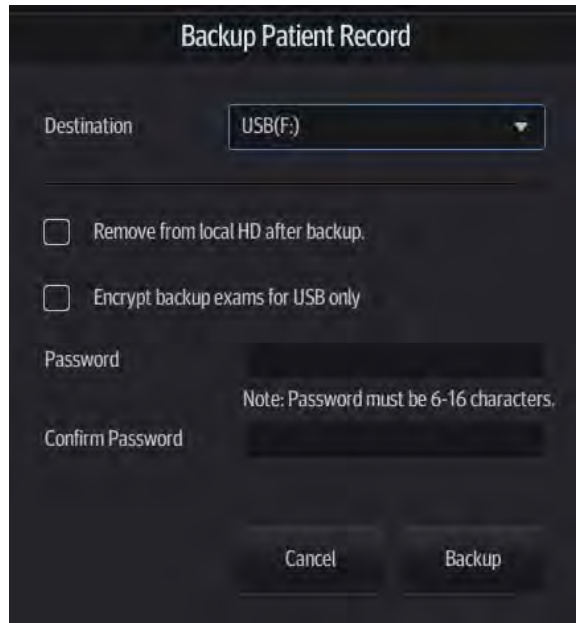 Backup Patient Record
Destination USB(F:)
Remove from local HD after backup.
Encrypt backup exams for USB only
Password
Note: Password must be 6-16 characters.
Confirm Password
Cancel Backup